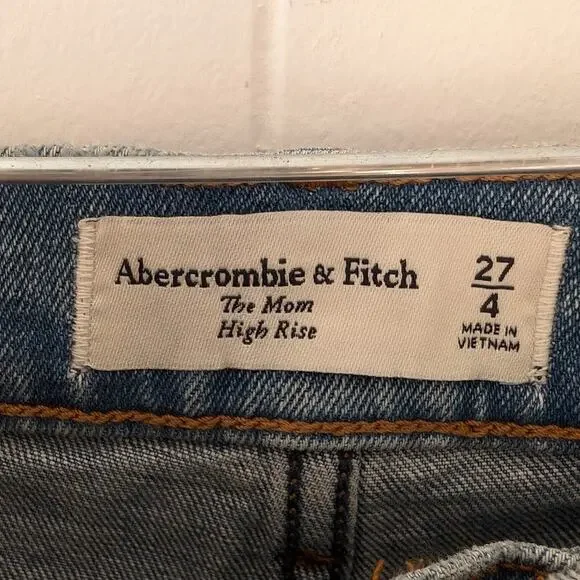 Abercrombie & Fitch
The Mom
High Rise
27
4
MADE IN
VIETNAM